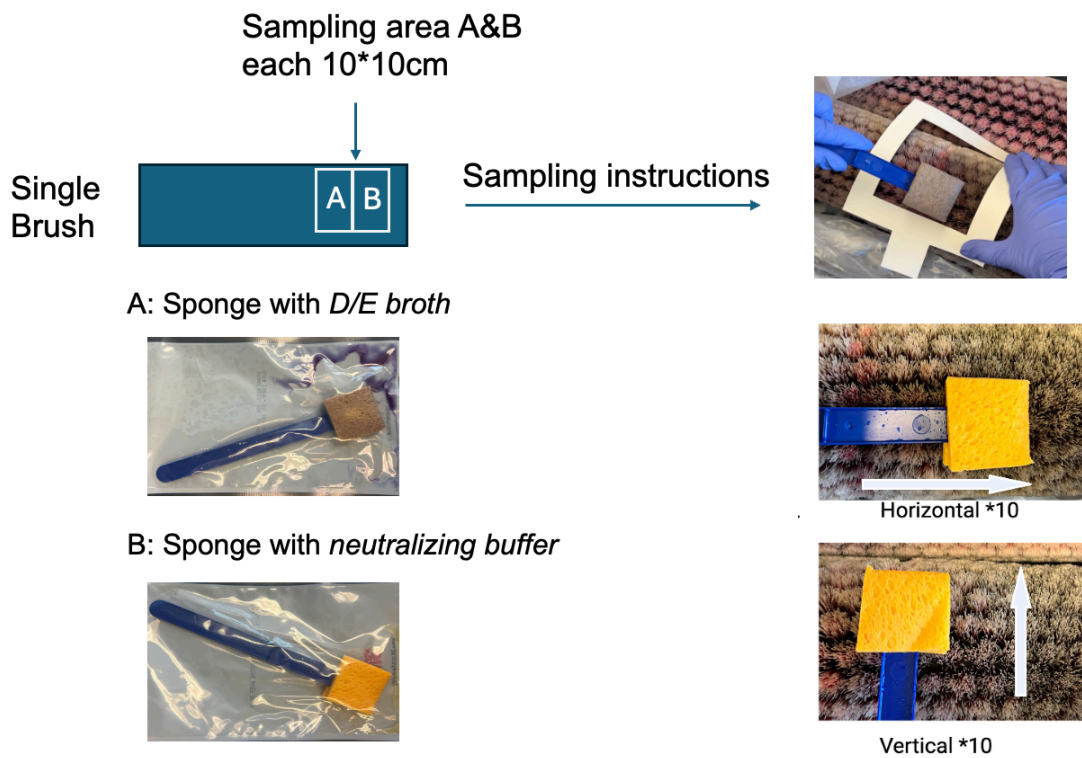 Sampling area A&B
each 10*10cm
Single
Brush
A
B
Sampling instructions
A: Sponge with D/E broth
Horizontal *10
B: Sponge with neutralizing buffer
Vertical *10